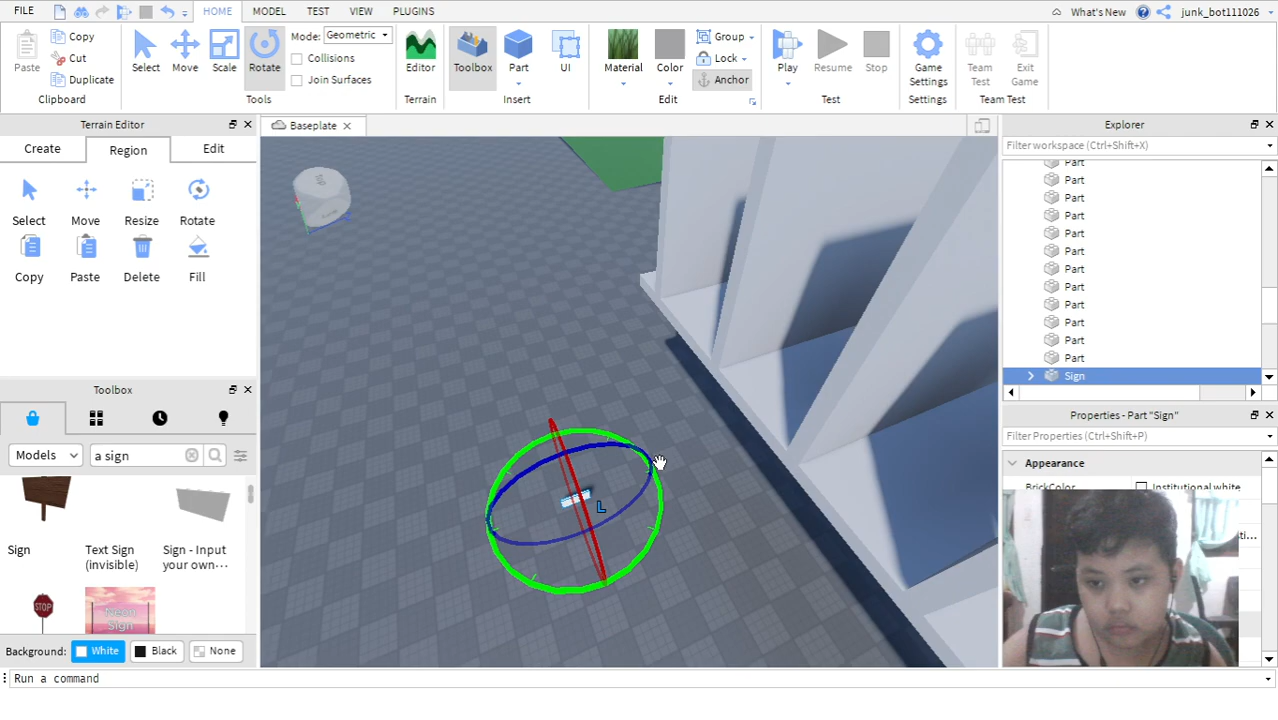 FILE HOME MODEL TEST VIEW PLUGINS What's New junk_bot111026
Paste Copy Cut Duplicate Clipboard
Select Move Scale Rotate Mode: Geometric Collisions Join Surfaces Tools
Editor Terrain
Toolbox Part UI Insert
Material Color Group Lock Anchor Edit
Play Resume Stop Test
Game Settings Settings
Team Test Exit Game Team Test
Terrain Editor
Create Region Edit
Select Move Resize Rotate
Copy Paste Delete Fill
Toolbox
Models a sign
Sign Text Sign (invisible) Sign - Input your own...
STOP Neon Sign
Background: White Black None
Baseplate
L
Explorer
Filter workspace (Ctrl+Shift+X)
Part
Part
Part
Part
Part
Part
Part
Part
Part
Part
Part
Part
Sign
Properties - Part "Sign"
Filter Properties (Ctrl+Shift+P)
Appearance
BrickColor Institutional white
Run a command